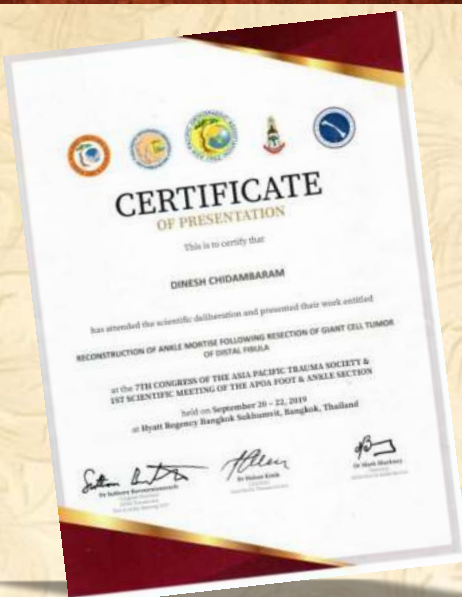 CERTIFICATE
OF PRESENTATION
This is to certify that
DINESH CHIDAMBARAM
has attended the scientific deliberation and presented their work entitled
RECONSTRUCTION OF ANKLE MORTISE FOLLOWING RESECTION OF GIANT CELL TUMOR
OF DISTAL FIBULA
at the 7TH CONGRESS OF THE ASIA PACIFIC TRAUMA SOCIETY &
1ST SCIENTIFIC MEETING OF THE APOA FOOT & ANKLE SECTION
held on September 20 – 22, 2019
at Hyatt Regency Bangkok Sukhumvit, Bangkok, Thailand